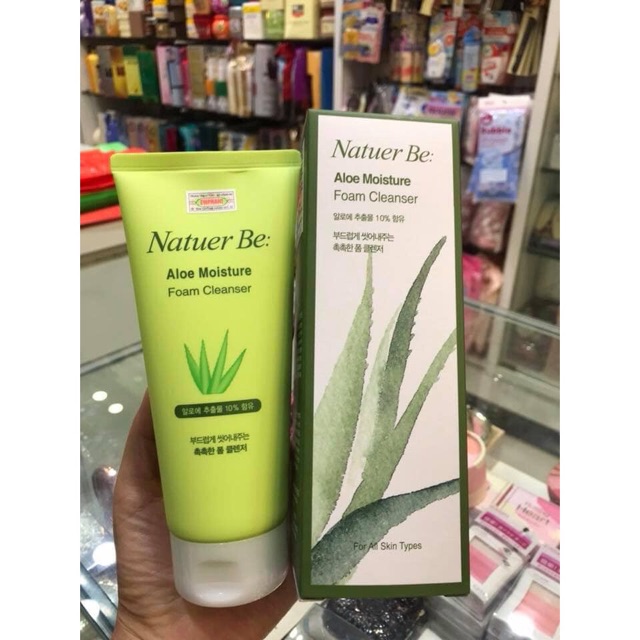 Natuer Be:
Aloe Moisture
Foam Cleanser
알로에 추출물 10% 함유
부드럽게 씻어내주는
촉촉한 폼 클렌저
Natuer Be:
Aloe Moisture
Foam Cleanser
알로에 추출물 10% 함유
부드럽게 씻어내주는
촉촉한 폼 클렌저
For All Skin Types